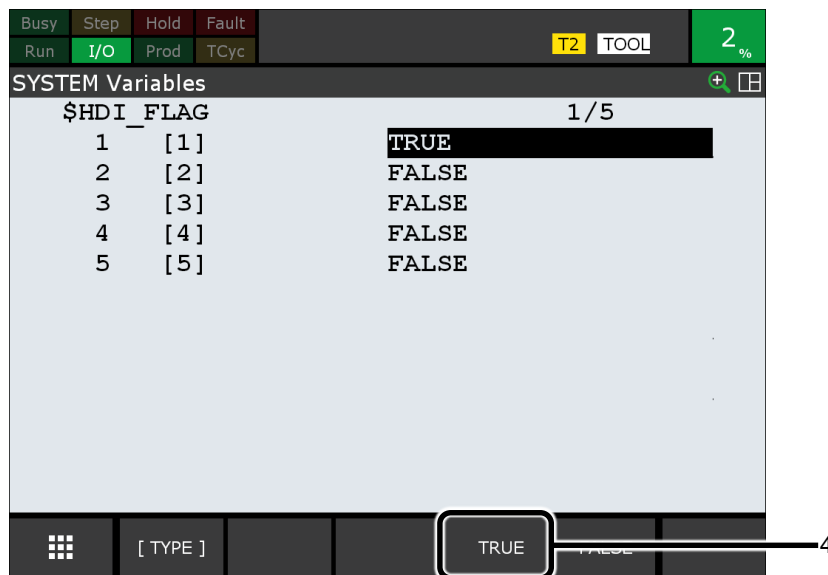 Busy Step Hold Fault
Run I/O Prod TCyc T2 TOOL 2%
SYSTEM Variables
$HDI_FLAG 1/5
1 [1] TRUE
2 [2] FALSE
3 [3] FALSE
4 [4] FALSE
5 [5] FALSE
[ TYPE ] TRUE FALSE 4